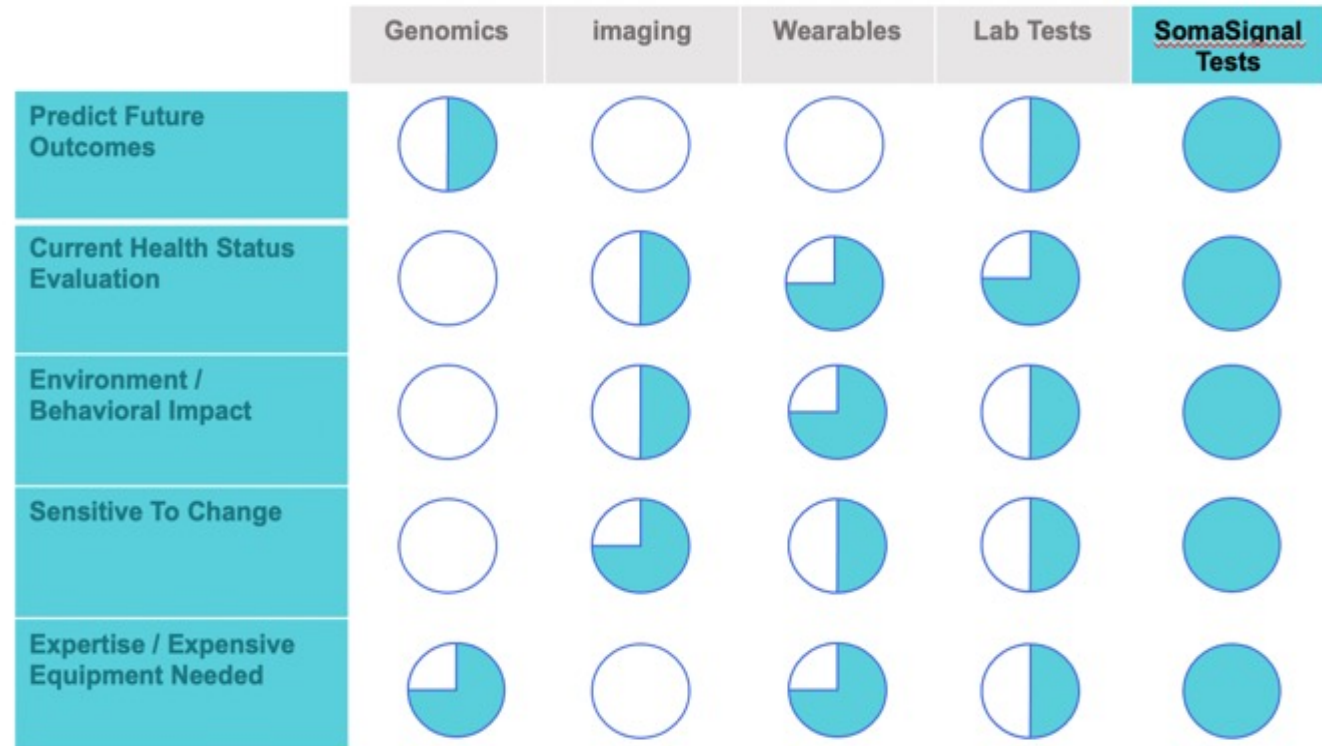 Genomics
imaging
Wearables
Lab Tests
SomaSignal
Tests
Predict Future
Outcomes
Current Health Status
Evaluation
Environment /
Behavioral Impact
Sensitive To Change
Expertise / Expensive
Equipment Needed